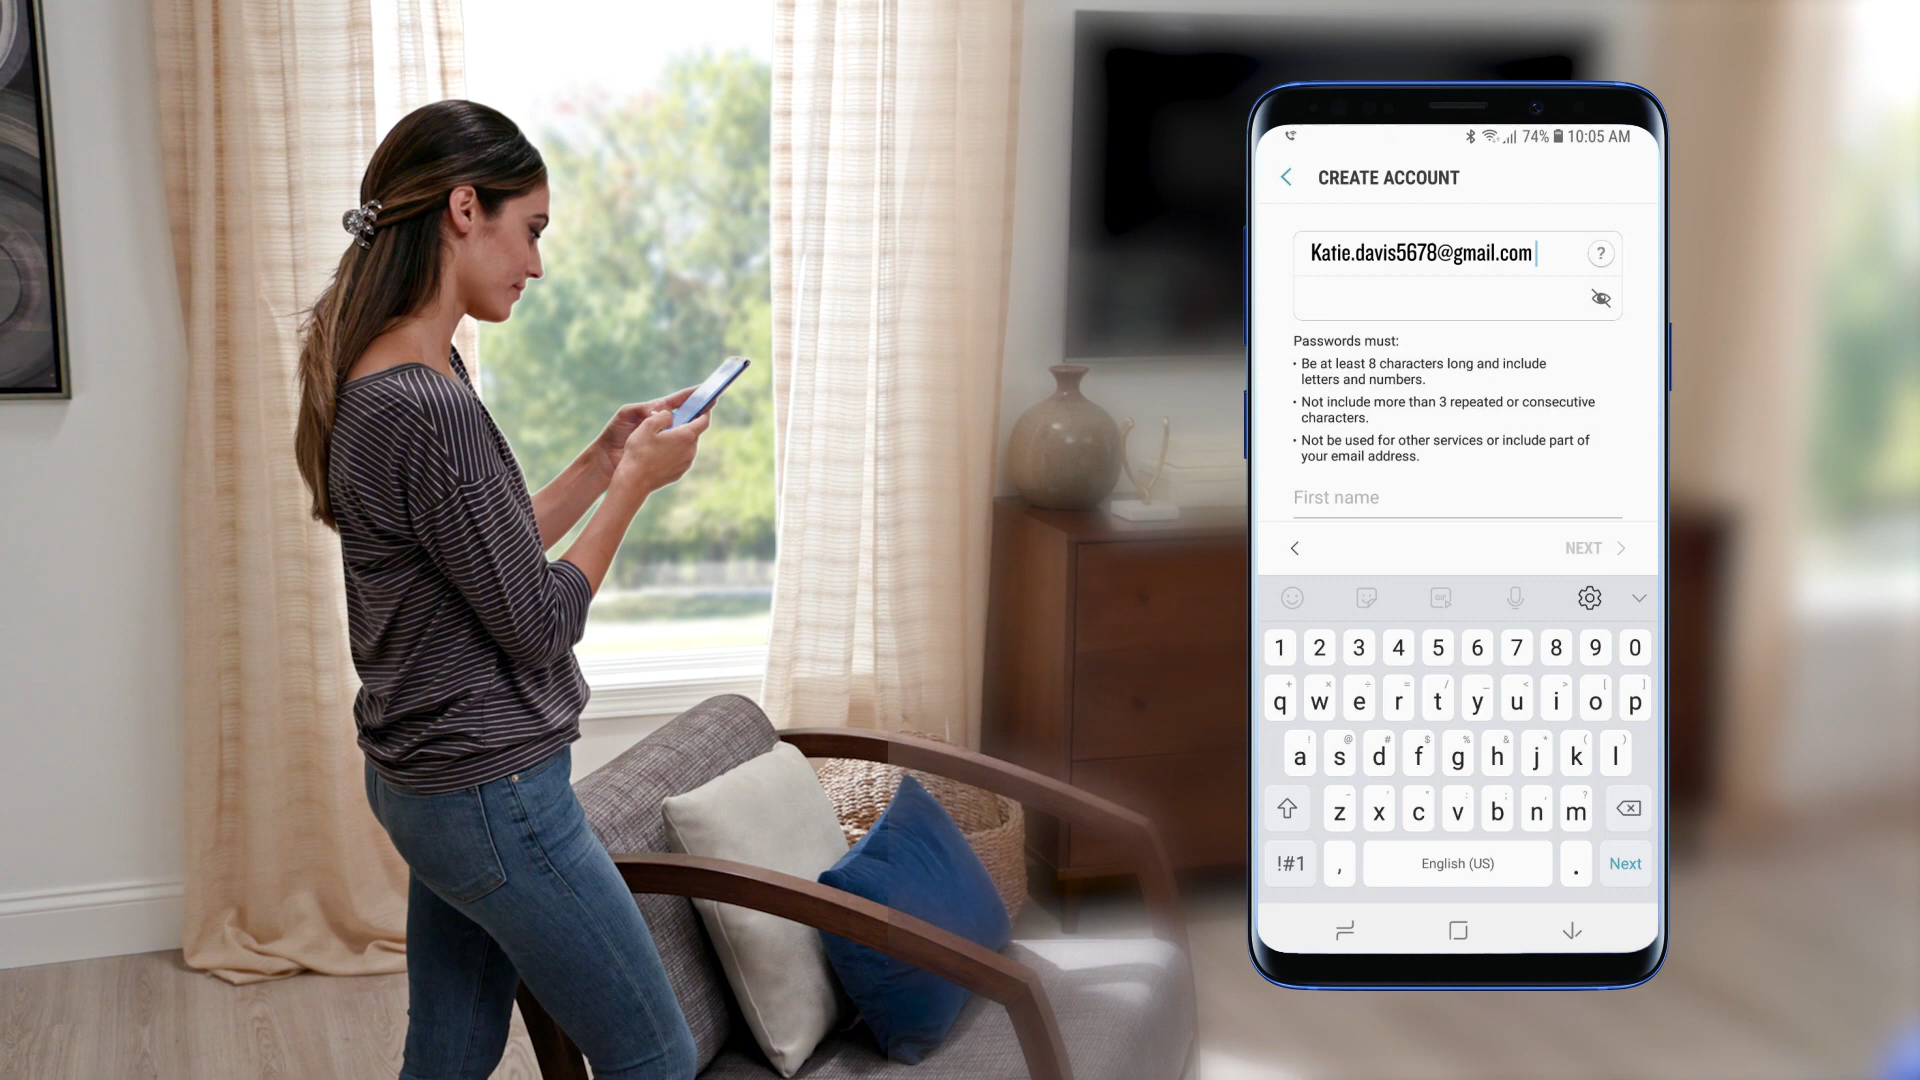 74% 10:05 AM
CREATE ACCOUNT
Katie.davis5678@gmail.com
?
Passwords must:
• Be at least 8 characters long and include
letters and numbers.
• Not include more than 3 repeated or consecutive
characters.
• Not be used for other services or include part of
your email address.
First name
NEXT
GIF
1 2 3 4 5 6 7 8 9 0
+ × ÷ = / _ < > [ ]
q w e r t y u i o p
! @ # $ % & * ( )
a s d f g h j k l
- ' " : ; , ?
z x c v b n m
!#1 , English (US) . Next